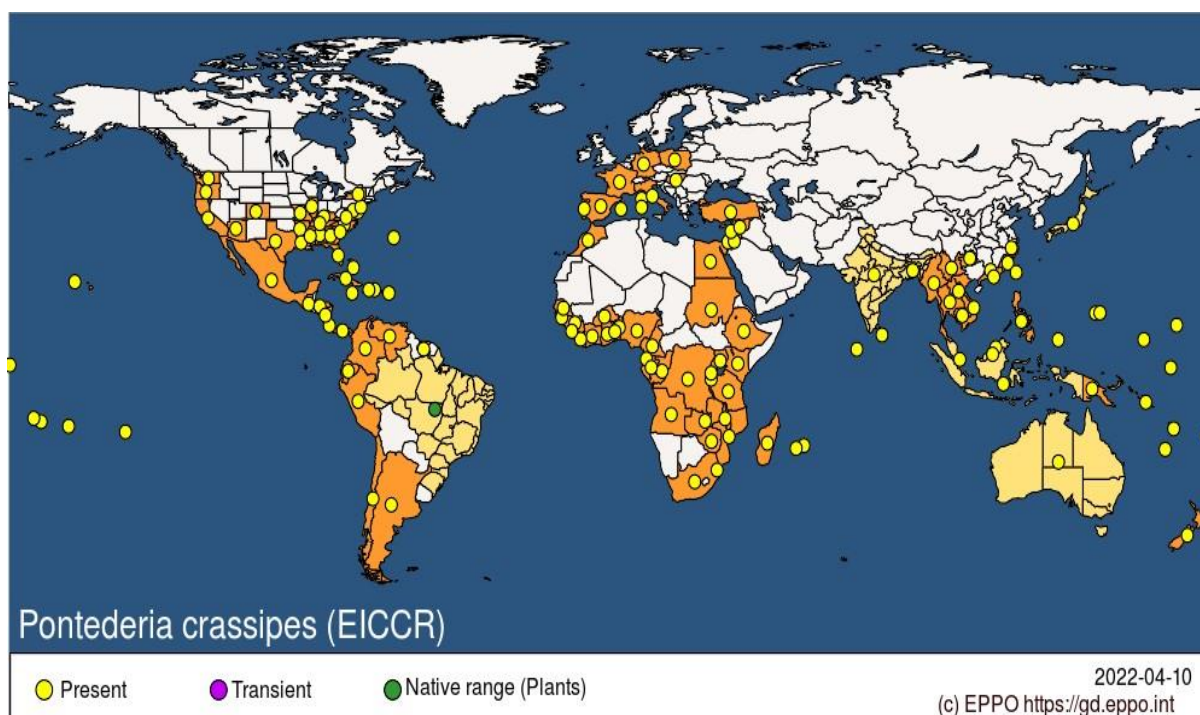 Pontederia crassipes (EICCR)
Present Transient Native range (Plants)
2022-04-10
(c) EPPO https://gd.eppo.int